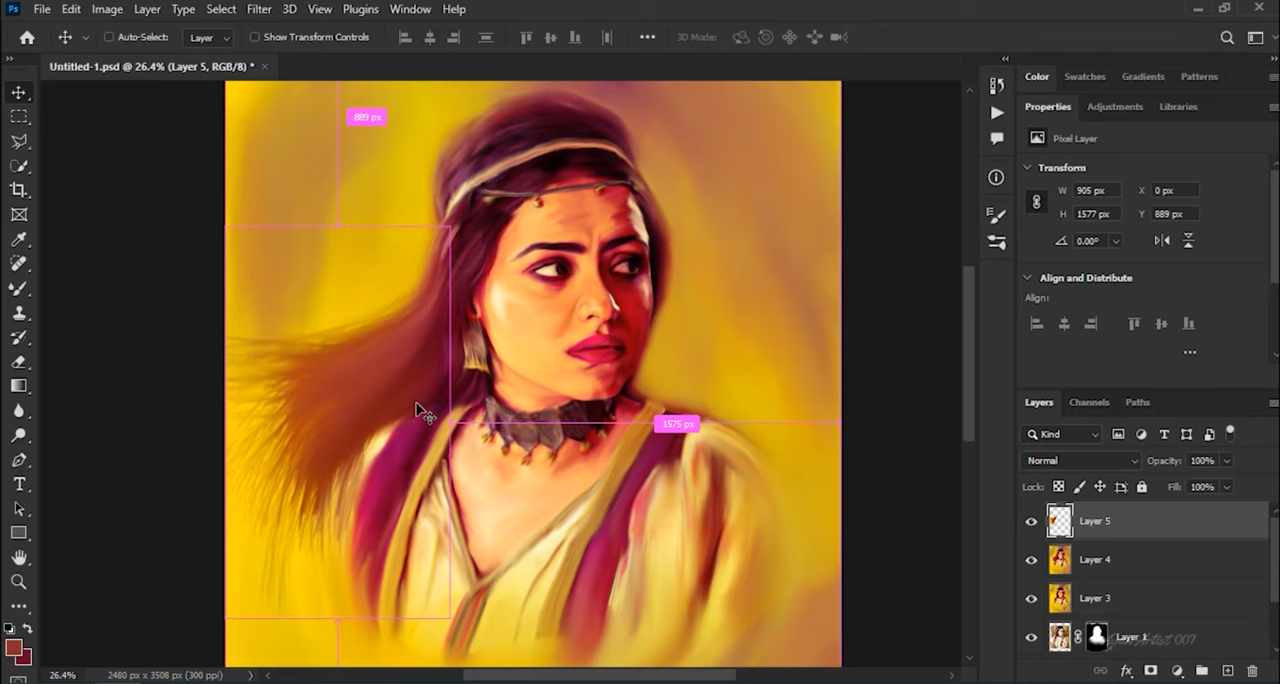 Ps File Edit Image Layer Type Select Filter 3D View Plugins Window Help
Auto-Select: Layer Show Transform Controls 3D Mode:
Untitled-1.psd @ 26.4% (Layer 5, RGB/8) *
Color Swatches Gradients Patterns
Properties Adjustments Libraries
889 px
Pixel Layer
Transform
W 905 px X 0 px
H 1577 px Y 889 px
0.00°
Align and Distribute
Align:
Layers Channels Paths
1575 px
Kind
Normal Opacity: 100%
Lock: Fill: 100%
Layer 5
Layer 4
Layer 3
Layer 1
Artist 007
26.4% 2480 px x 3508 px (300 ppi)